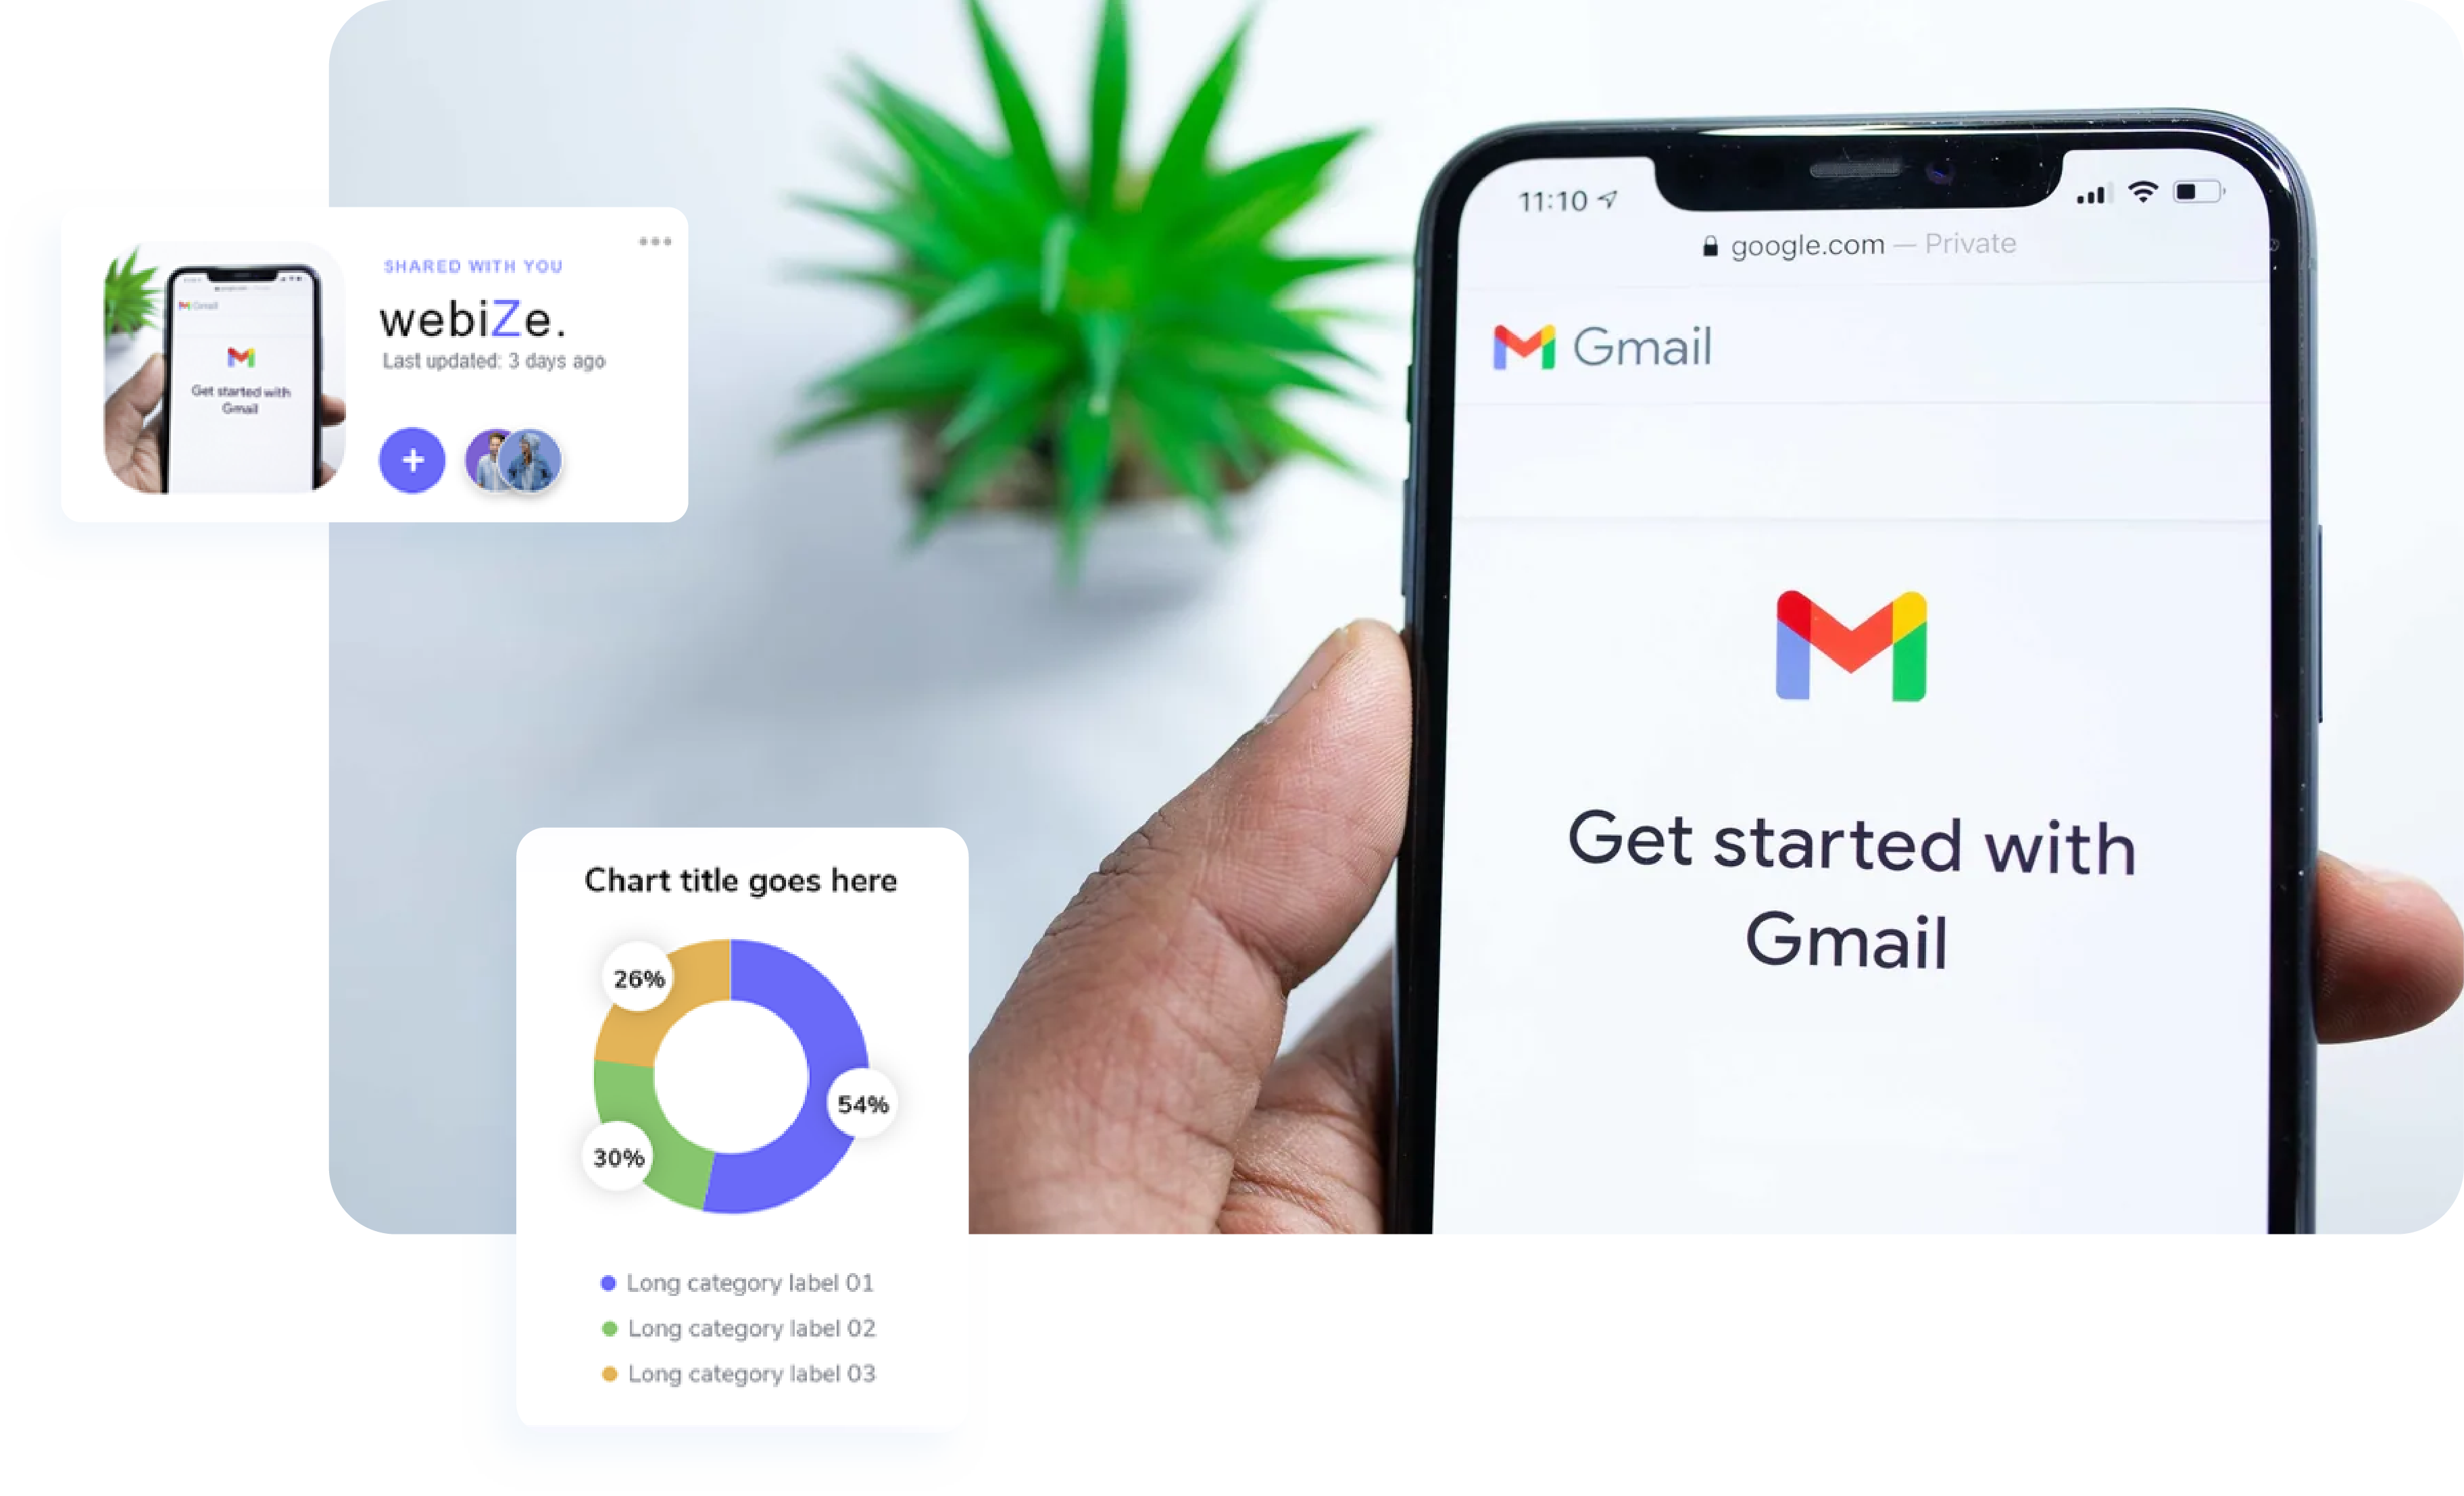 11:10
google.com — Private
Gmail
Get started with
Gmail
SHARED WITH YOU
webiZe.
Last updated: 3 days ago
+
Gmail
Get started with
Gmail
Chart title goes here
26%
54%
30%
Long category label 01
Long category label 02
Long category label 03